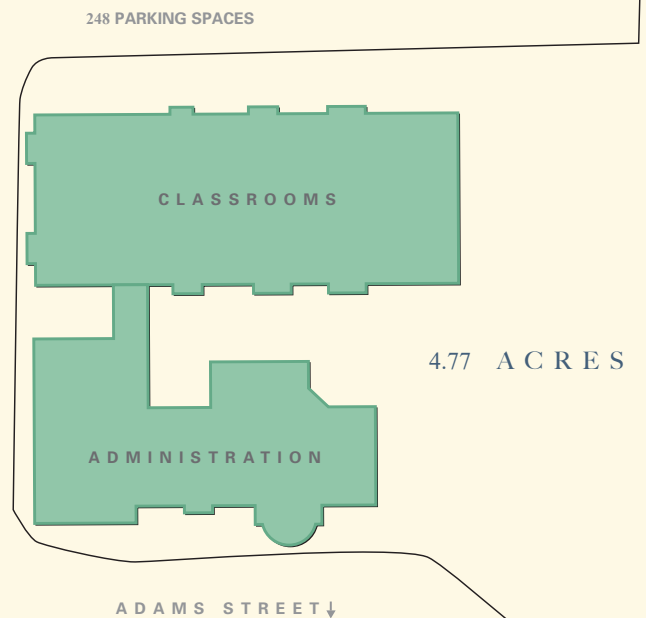 248 PARKING SPACES
CLASSROOMS
4.77 ACRES
ADMINISTRATION
ADAMS STREET↓